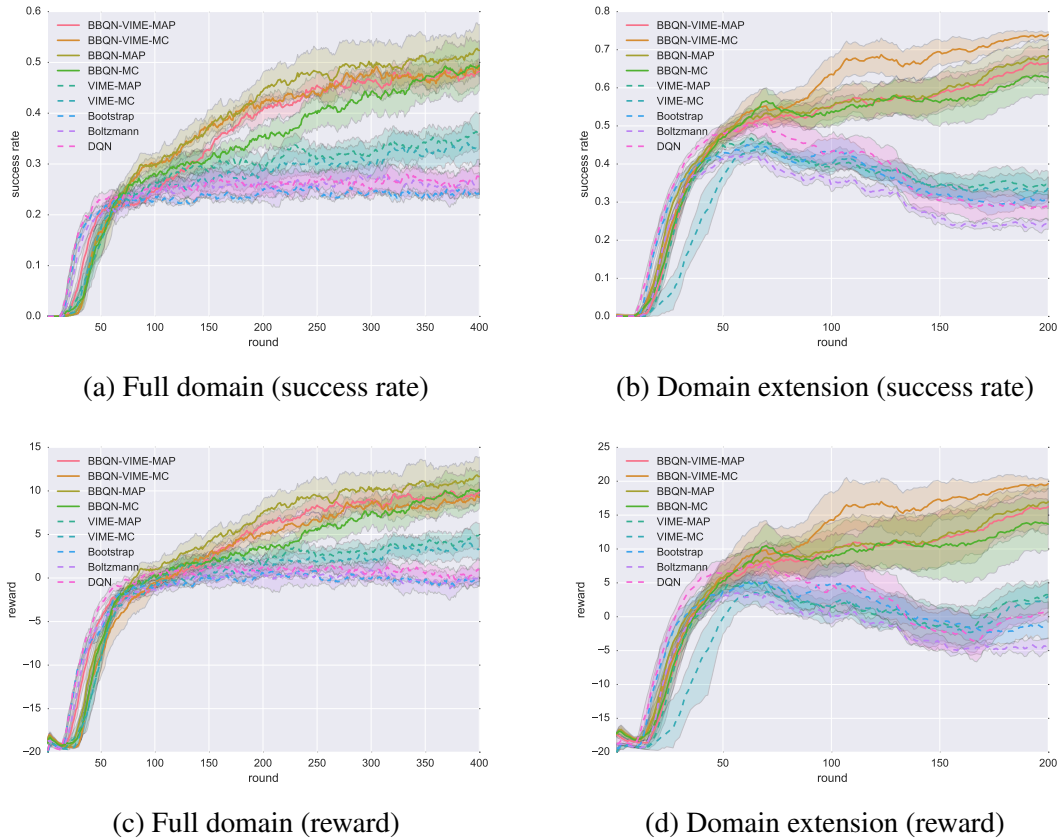 0.6
0.5
0.4
0.3
0.2
0.1
0.0
success rate
BBQN-VIME-MAP
BBQN-VIME-MC
BBQN-MAP
BBQN-MC
VIME-MAP
VIME-MC
Bootstrap
Boltzmann
DQN
50 100 150 200 250 300 350 400
round
(a) Full domain (success rate)
0.8
0.7
0.6
0.5
0.4
0.3
0.2
0.1
0.0
success rate
BBQN-VIME-MAP
BBQN-VIME-MC
BBQN-MAP
BBQN-MC
VIME-MAP
VIME-MC
Bootstrap
Boltzmann
DQN
50 100 150 200
round
(b) Domain extension (success rate)
15
10
5
0
−5
−10
−15
−20
reward
BBQN-VIME-MAP
BBQN-VIME-MC
BBQN-MAP
BBQN-MC
VIME-MAP
VIME-MC
Bootstrap
Boltzmann
DQN
50 100 150 200 250 300 350 400
round
(c) Full domain (reward)
25
20
15
10
5
0
−5
−10
−15
−20
reward
BBQN-VIME-MAP
BBQN-VIME-MC
BBQN-MAP
BBQN-MC
VIME-MAP
VIME-MC
Bootstrap
Boltzmann
DQN
50 100 150 200
round
(d) Domain extension (reward)